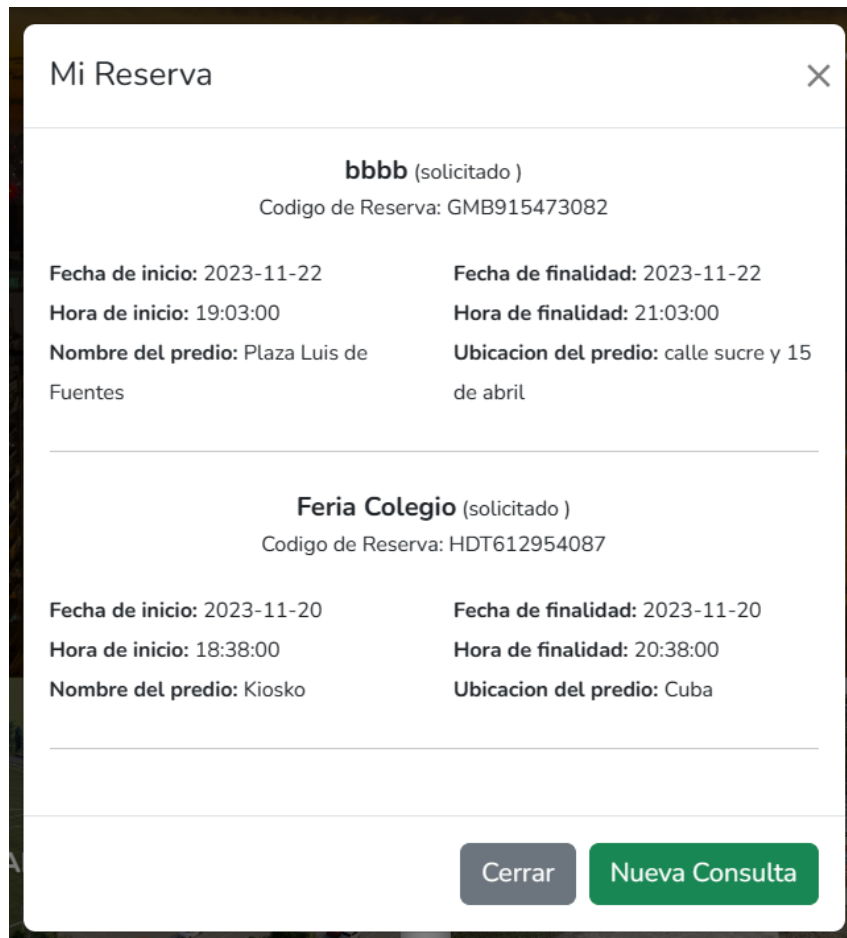 Mi Reserva
bbbb (solicitado )
Codigo de Reserva: GMB915473082
Fecha de inicio: 2023-11-22
Hora de inicio: 19:03:00
Nombre del predio: Plaza Luis de
Fuentes
Fecha de finalidad: 2023-11-22
Hora de finalidad: 21:03:00
Ubicacion del predio: calle sucre y 15
de abril
Feria Colegio (solicitado )
Codigo de Reserva: HDT612954087
Fecha de inicio: 2023-11-20
Hora de inicio: 18:38:00
Nombre del predio: Kiosko
Fecha de finalidad: 2023-11-20
Hora de finalidad: 20:38:00
Ubicacion del predio: Cuba
Cerrar
Nueva Consulta